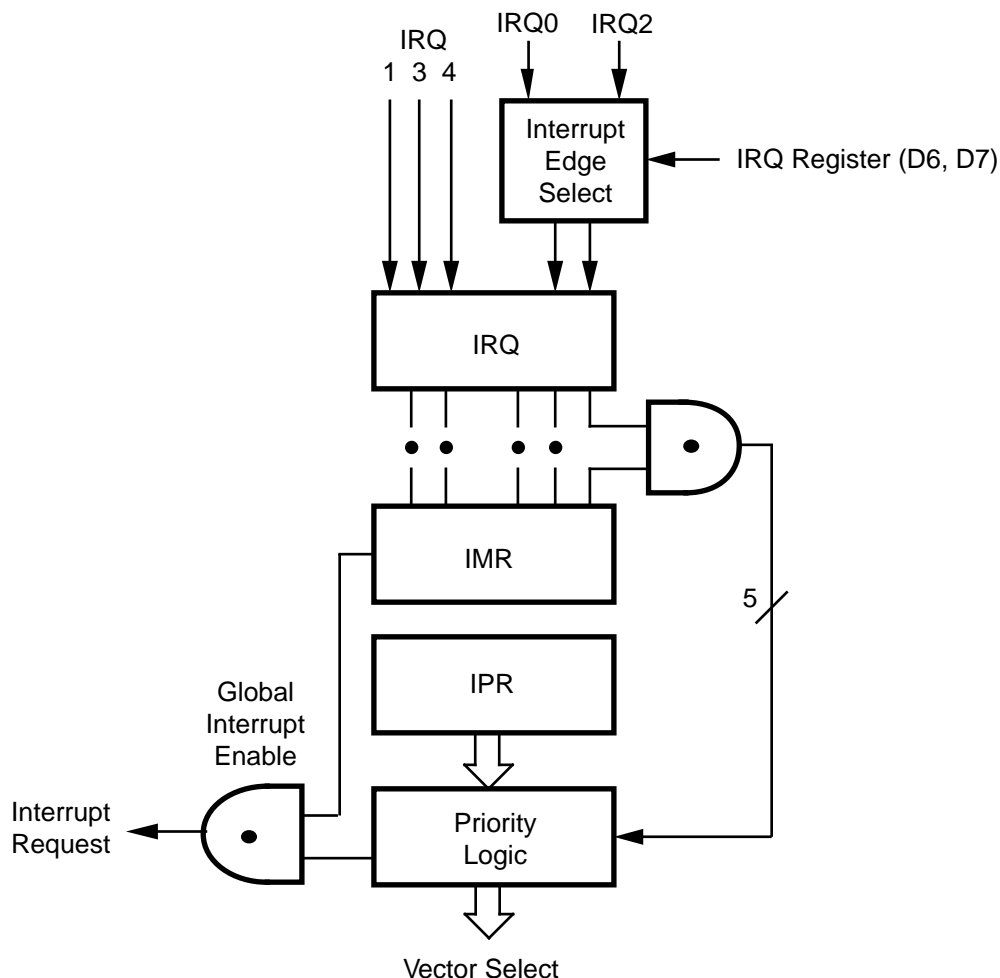 IRQ0 IRQ2
IRQ
1 3 4
Interrupt
Edge
Select
IRQ Register (D6, D7)
IRQ
IMR
5
IPR
Global
Interrupt
Enable
Interrupt
Request
Priority
Logic
Vector Select